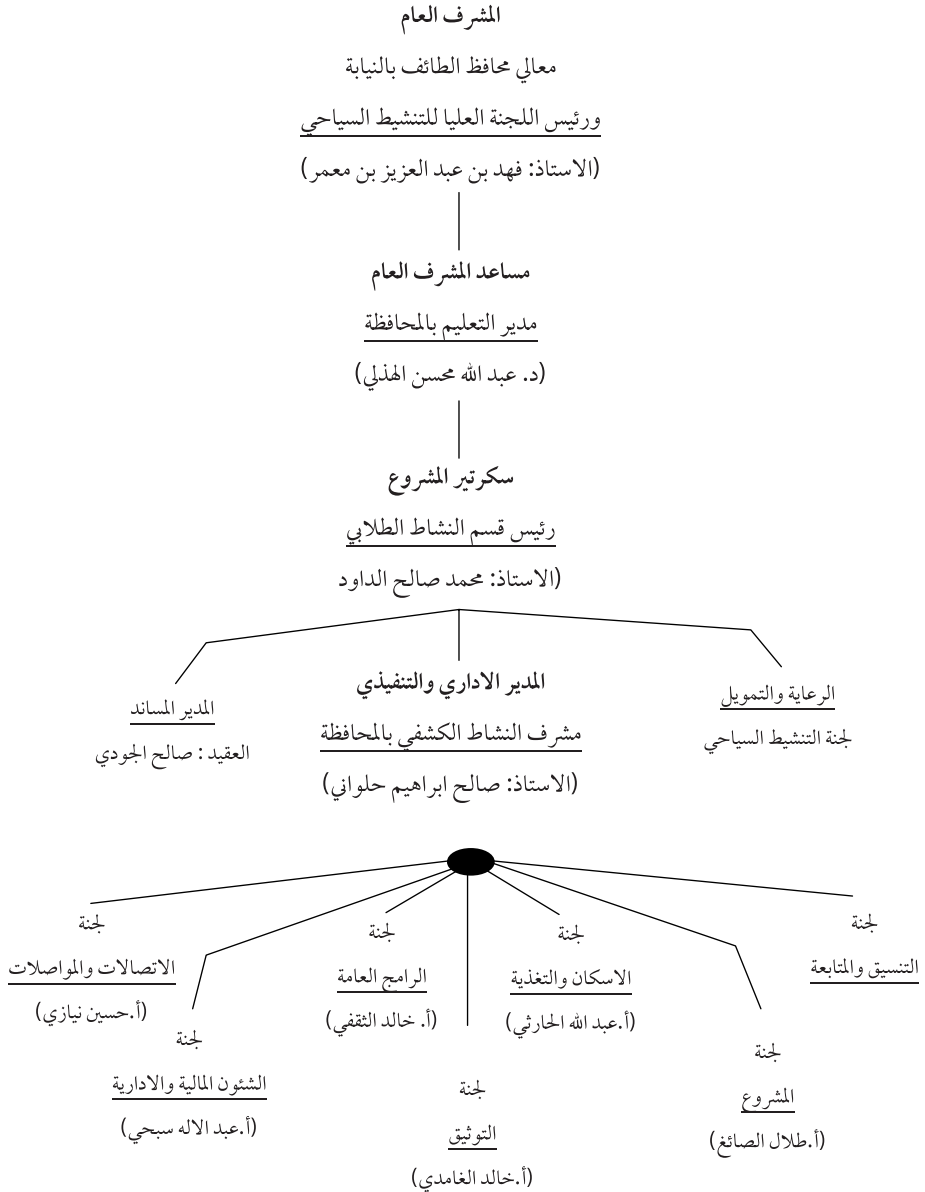 المشرف العام
معالي محافظ الطائف بالنيابة
ورئيس اللجنة العليا للتنشيط السياحي
(الاستاذ: فهد بن عبد العزيز بن معمر)
مساعد المشرف العام
مدير التعليم بالمحافظة
(د. عبد الله محسن الهذلي)
سكرتير المشروع
رئيس قسم النشاط الطلابي
(الاستاذ: محمد صالح الداود
الرعاية والتمويل
لجنة التنشيط السياحي
المدير الاداري والتنفيذي
مشرف النشاط الكشفي بالمحافظة
(الاستاذ: صالح ابراهيم حلواني)
المدير المساند
العقيد : صالح الجودي
لجنة
التنسيق والمتابعة
لجنة
المشروع
(أ.طلال الصائغ)
لجنة
الاسكان والتغذية
(أ.عبد الله الحارثي)
لجنة
التوثيق
(أ.خالد الغامدي)
لجنة
الرامج العامة
(أ. خالد الثقفي)
لجنة
الشئون المالية والادارية
(أ.عبد الاله سبحي)
لجنة
الاتصالات والمواصلات
(أ.حسين نيازي)